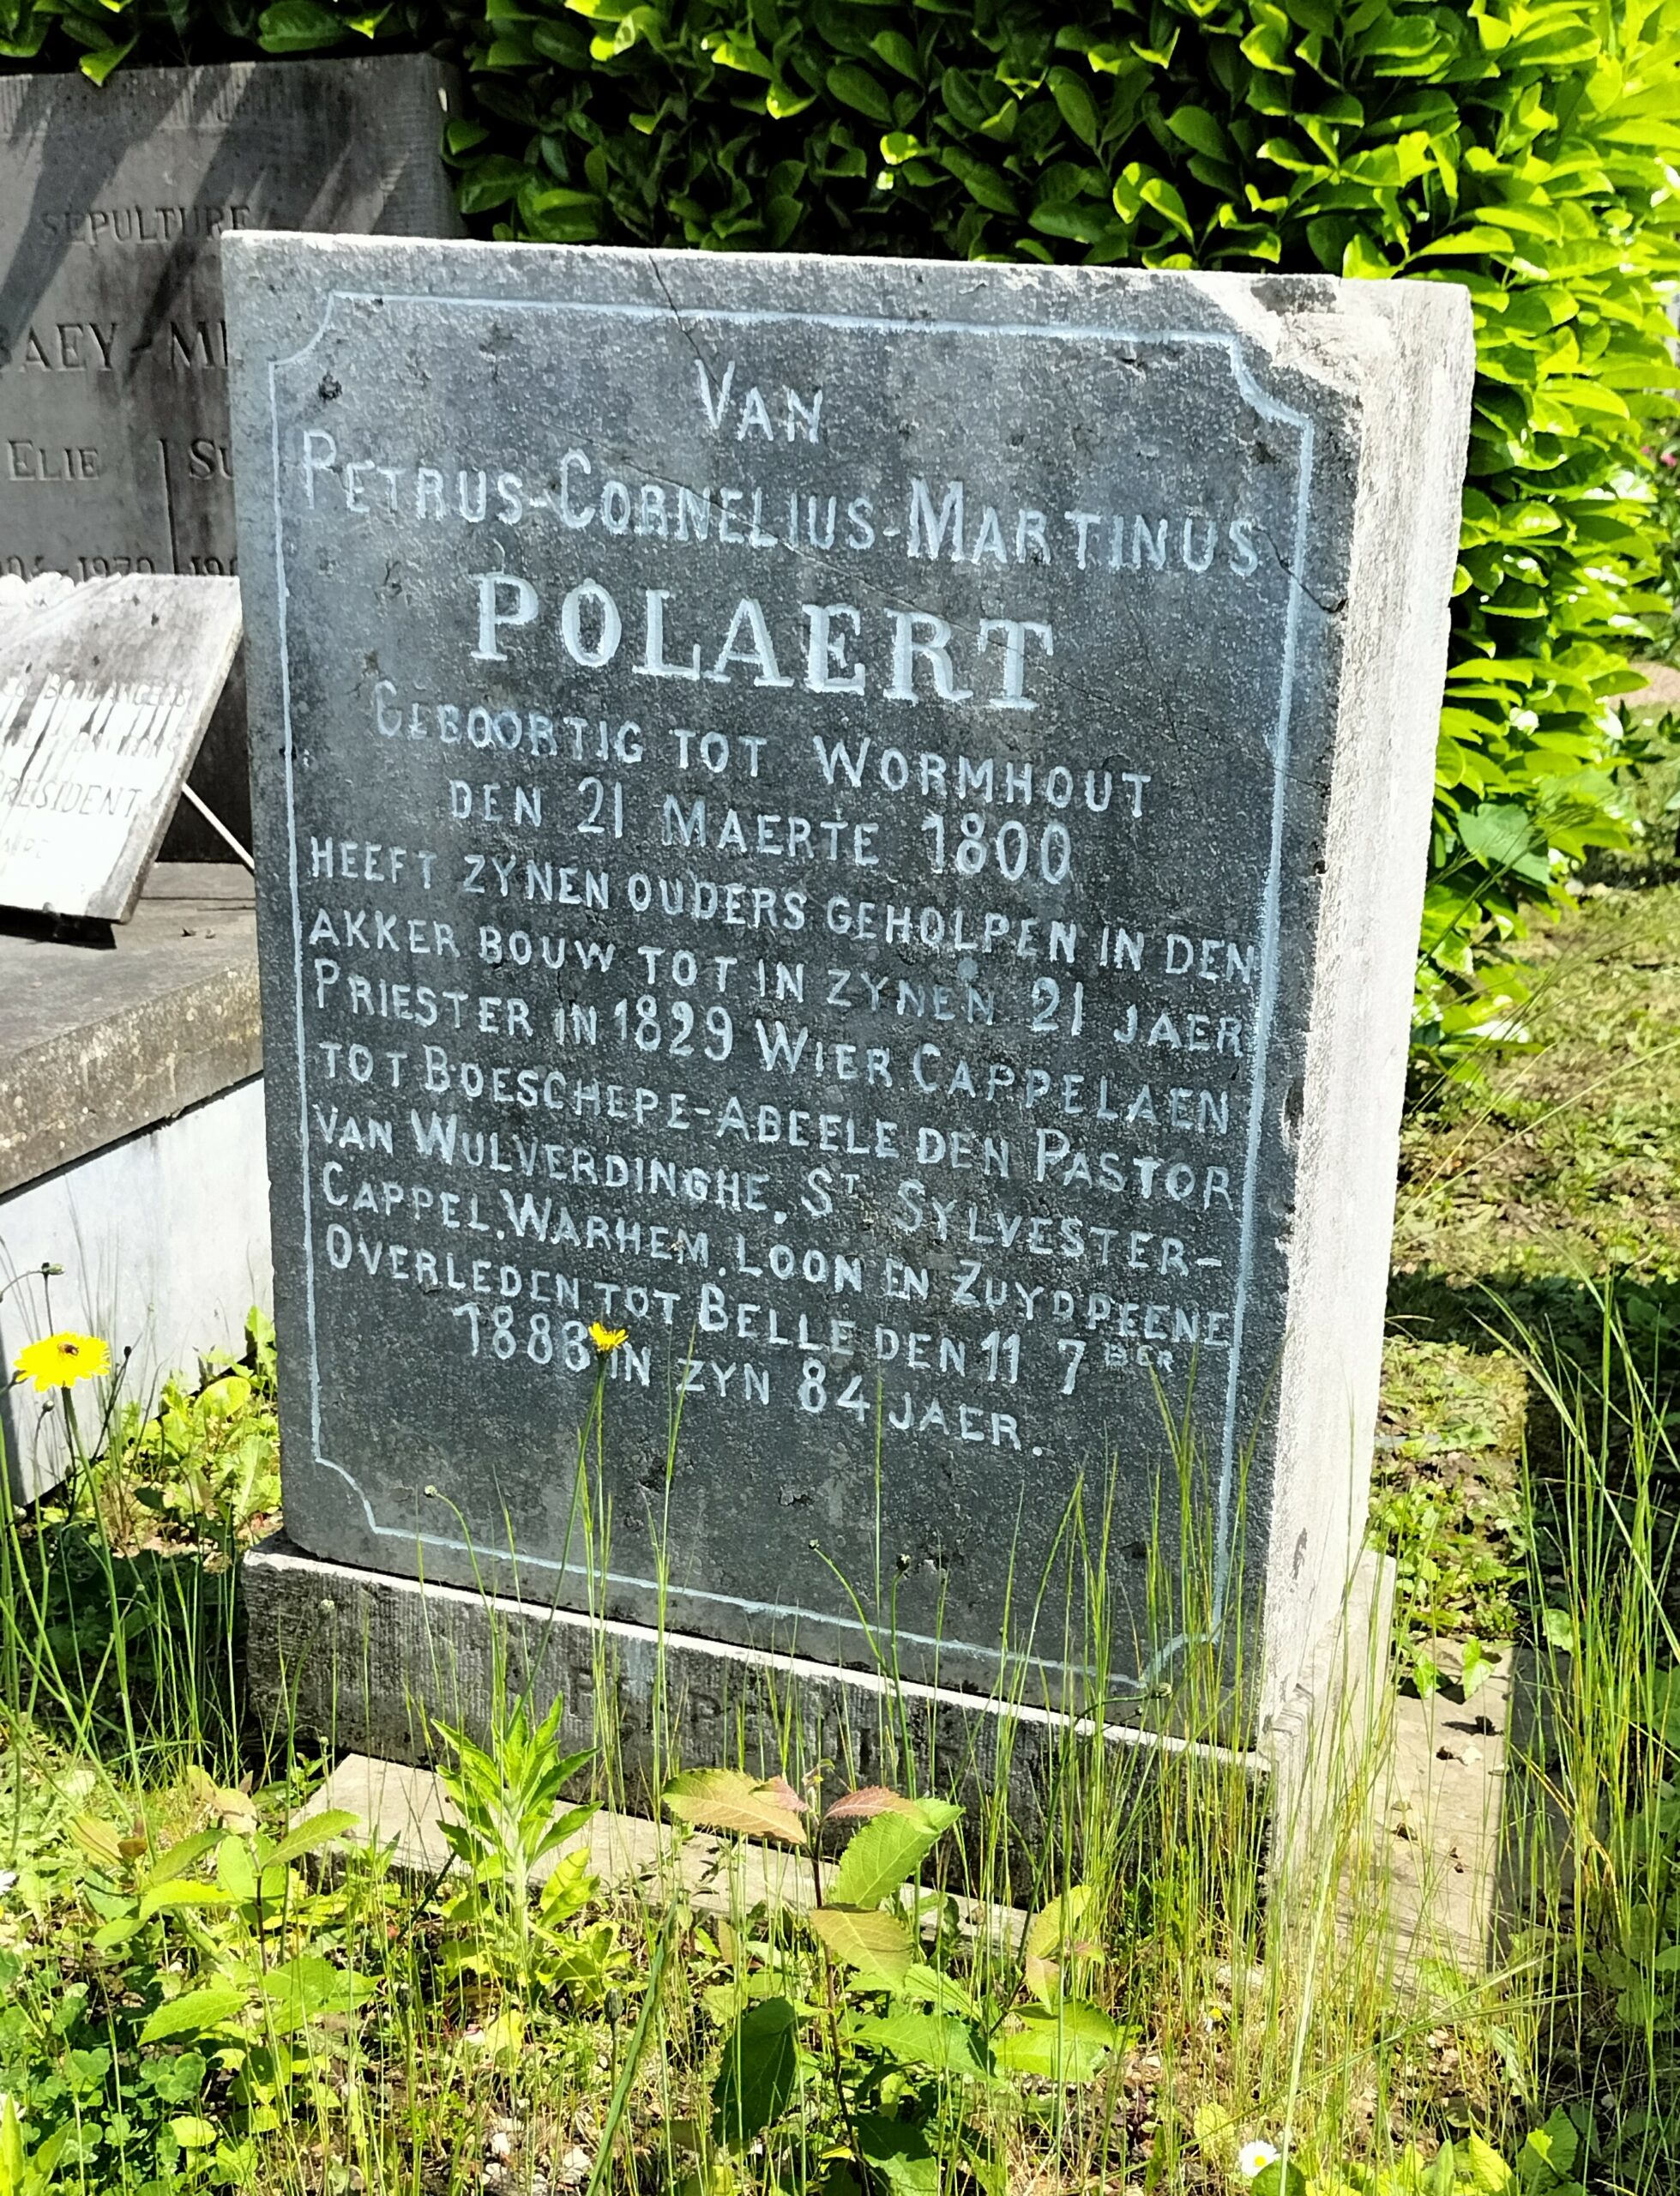 SÉPULTURE
ELIE
VAN
PETRUS-CORNELIUS-MARTINUS
POLAERT
GEBOORTIG TOT WORMHOUT
DEN 21 MAERTE 1800
HEEFT ZYNEN OUDERS GEHOLPEN IN DEN
AKKER BOUW TOT IN ZYNEN 21 JAER
PRIESTER IN 1829 WIER CAPPELAEN
TOT BOESCHEPE-ABEELE DEN PASTOR
VAN WULVERDINGHE. ST SYLVESTER-
CAPPEL. WARHEM. LOON EN ZUYDPEENE
OVERLEDEN TOT BELLE DEN 11 7BER
1883 IN ZYN 84 JAER.
PRESIDENT